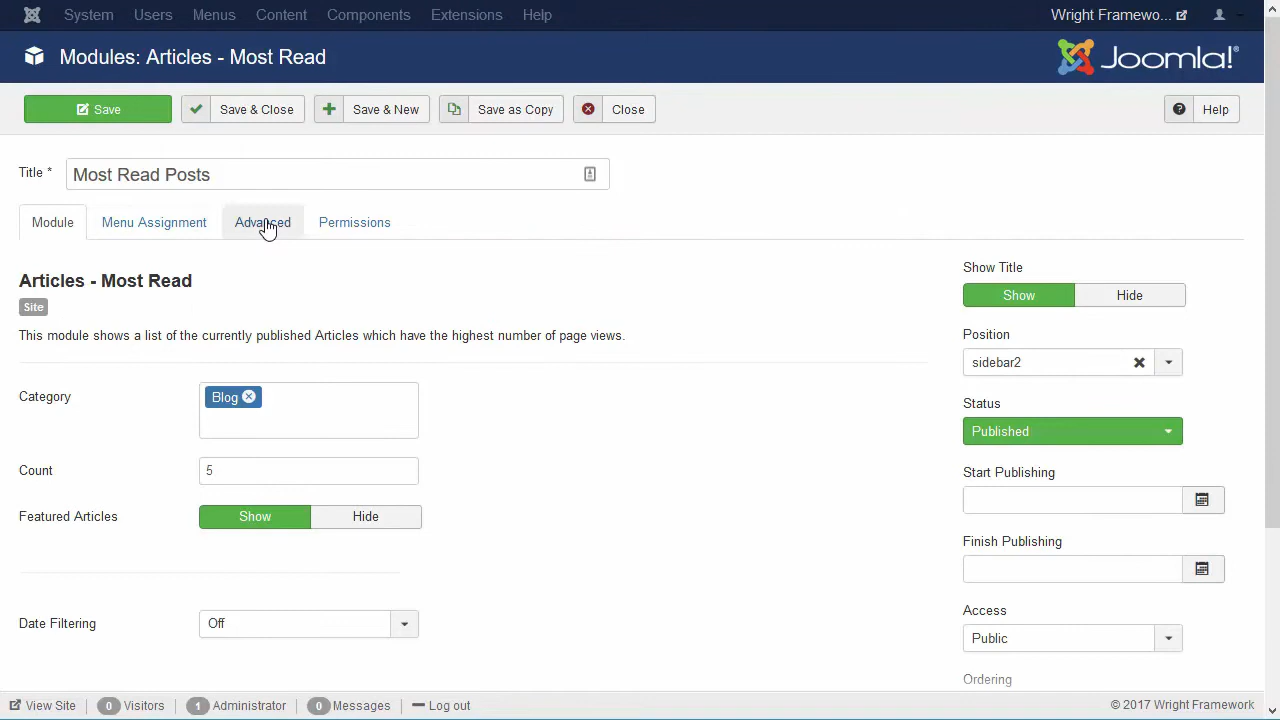 System Users Menus Content Components Extensions Help Wright Framewo...
Modules: Articles - Most Read Joomla!®
Save Save & Close Save & New Save as Copy Close Help
Title * Most Read Posts
Module Menu Assignment Advanced Permissions
Articles - Most Read
Site
This module shows a list of the currently published Articles which have the highest number of page views.
Category Blog
Count 5
Featured Articles Show Hide
Date Filtering Off
Show Title
Show Hide
Position
sidebar2
Status
Published
Start Publishing
Finish Publishing
Access
Public
Ordering
View Site 0 Visitors 1 Administrator 0 Messages Log out © 2017 Wright Framework